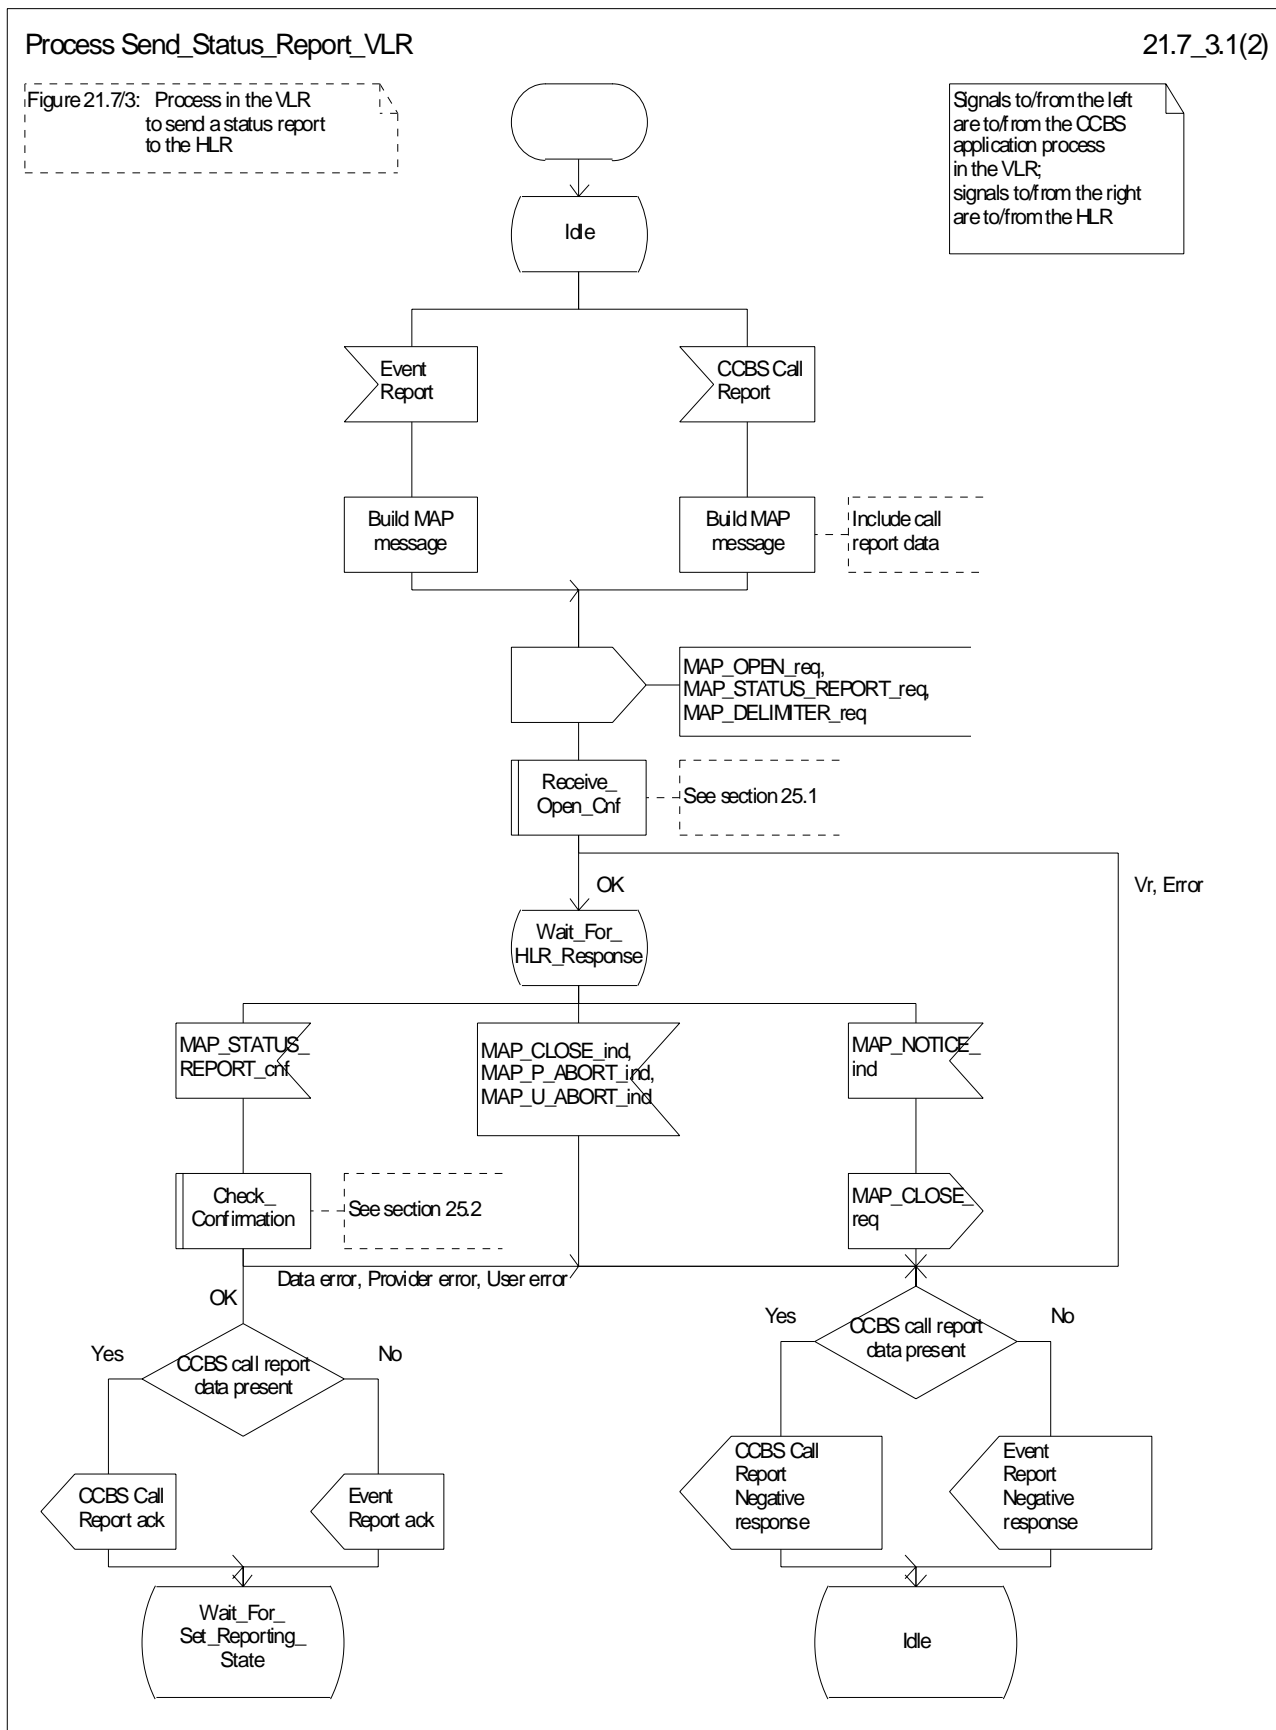 Process Send_Status_Report_VLR
21.7_3.1(2)
Figure 21.7/3: Process in the VLR
to send a status report
to the HLR
Signals to/from the left
are to/from the CCBS
application process
in the VLR;
signals to/from the right
are to/from the HLR
Idle
Event
Report
CCBS Call
Report
Build MAP
message
Build MAP
message
Include call
report data
MAP_OPEN_req,
MAP_STATUS_REPORT_req,
MAP_DELIMITER_req
Receive_
Open_Cnf
See section 25.1
OK
Vr, Error
Wait_For_
HLR_Response
MAP_STATUS_
REPORT_cnf
MAP_CLOSE_ind,
MAP_P_ABORT_ind,
MAP_U_ABORT_ind
MAP_NOTICE_
ind
Check_
Confirmation
See section 25.2
MAP_CLOSE_
req
Data error, Provider error, User error
OK
Yes
CCBS call report
data present
No
Yes
CCBS call report
data present
No
CCBS Call
Report ack
Event
Report ack
CCBS Call
Report
Negative
response
Event
Report
Negative
response
Wait_For_
Set_Reporting_
State
Idle